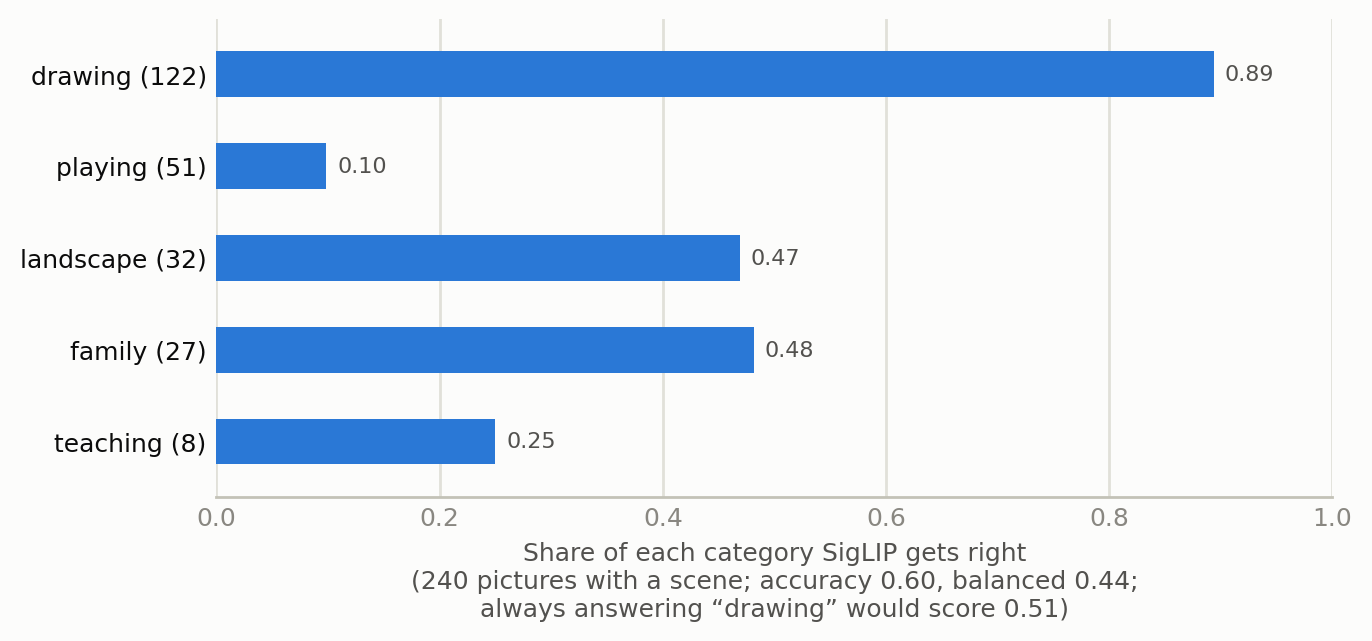 drawing (122)
0.89
playing (51)
0.10
landscape (32)
0.47
family (27)
0.48
teaching (8)
0.25
0.0 0.2 0.4 0.6 0.8 1.0
Share of each category SigLIP gets right
(240 pictures with a scene; accuracy 0.60, balanced 0.44;
always answering “drawing” would score 0.51)